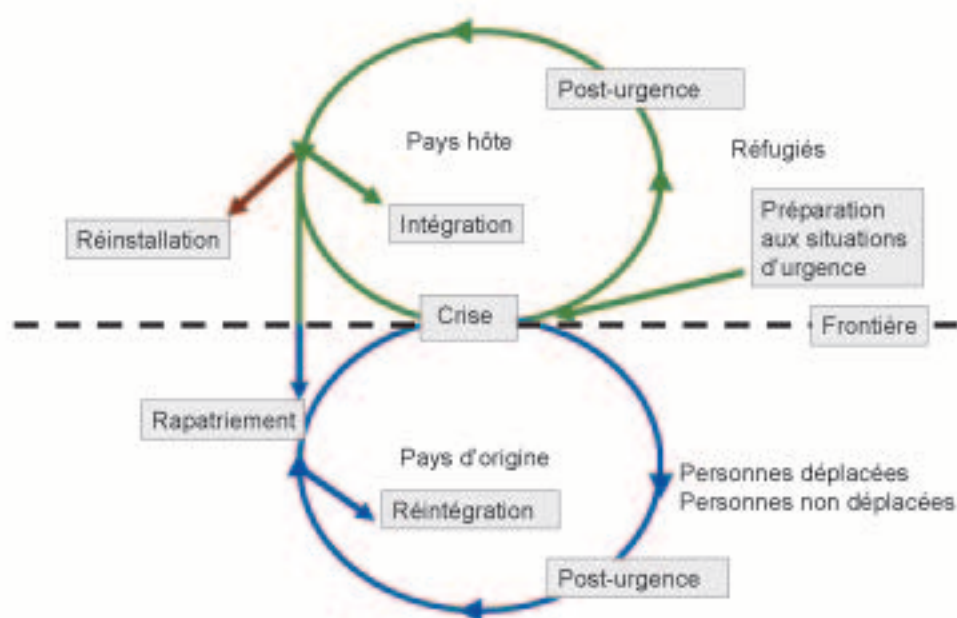 Post-urgence
Pays hôte
Réfugiés
Réinstallation
Intégration
Préparation
aux situations
d'urgence
Crise
Frontière
Rapatriement
Pays d'origine
Personnes déplacées
Personnes non déplacées
Réintégration
Post-urgence